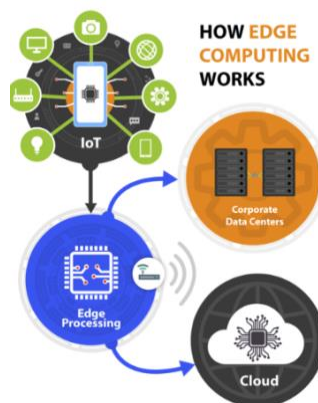 HOW EDGE
COMPUTING
WORKS
IoT
Corporate
Data Centers
Edge
Processing
Cloud